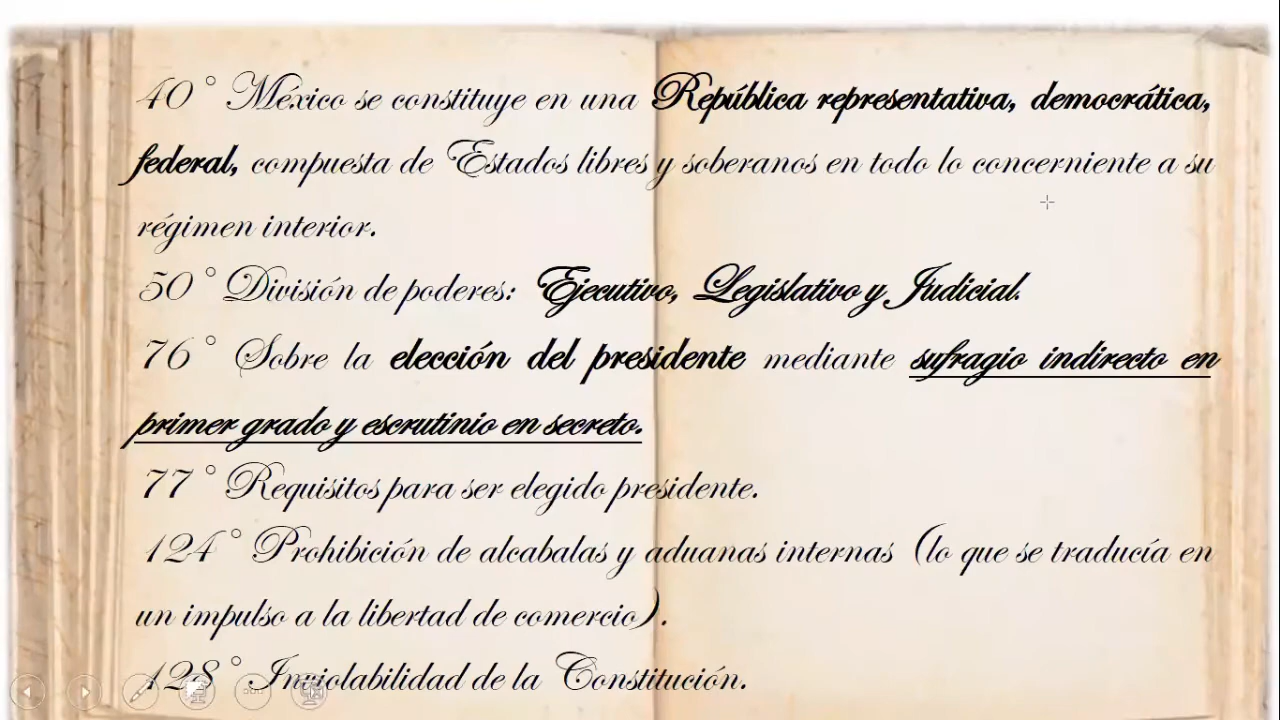 40° México se constituye en una República representativa, democrática,
federal, compuesta de Estados libres y soberanos en todo lo concerniente a su
régimen interior.
50° División de poderes: Ejecutivo, Legislativo y Judicial.
76° Sobre la elección del presidente mediante sufragio indirecto en
primer grado y escrutinio en secreto.
77° Requisitos para ser elegido presidente.
124° Prohibición de alcabalas y aduanas internas (lo que se traducía en
un impulso a la libertad de comercio).
128° Inviolabilidad de la Constitución.